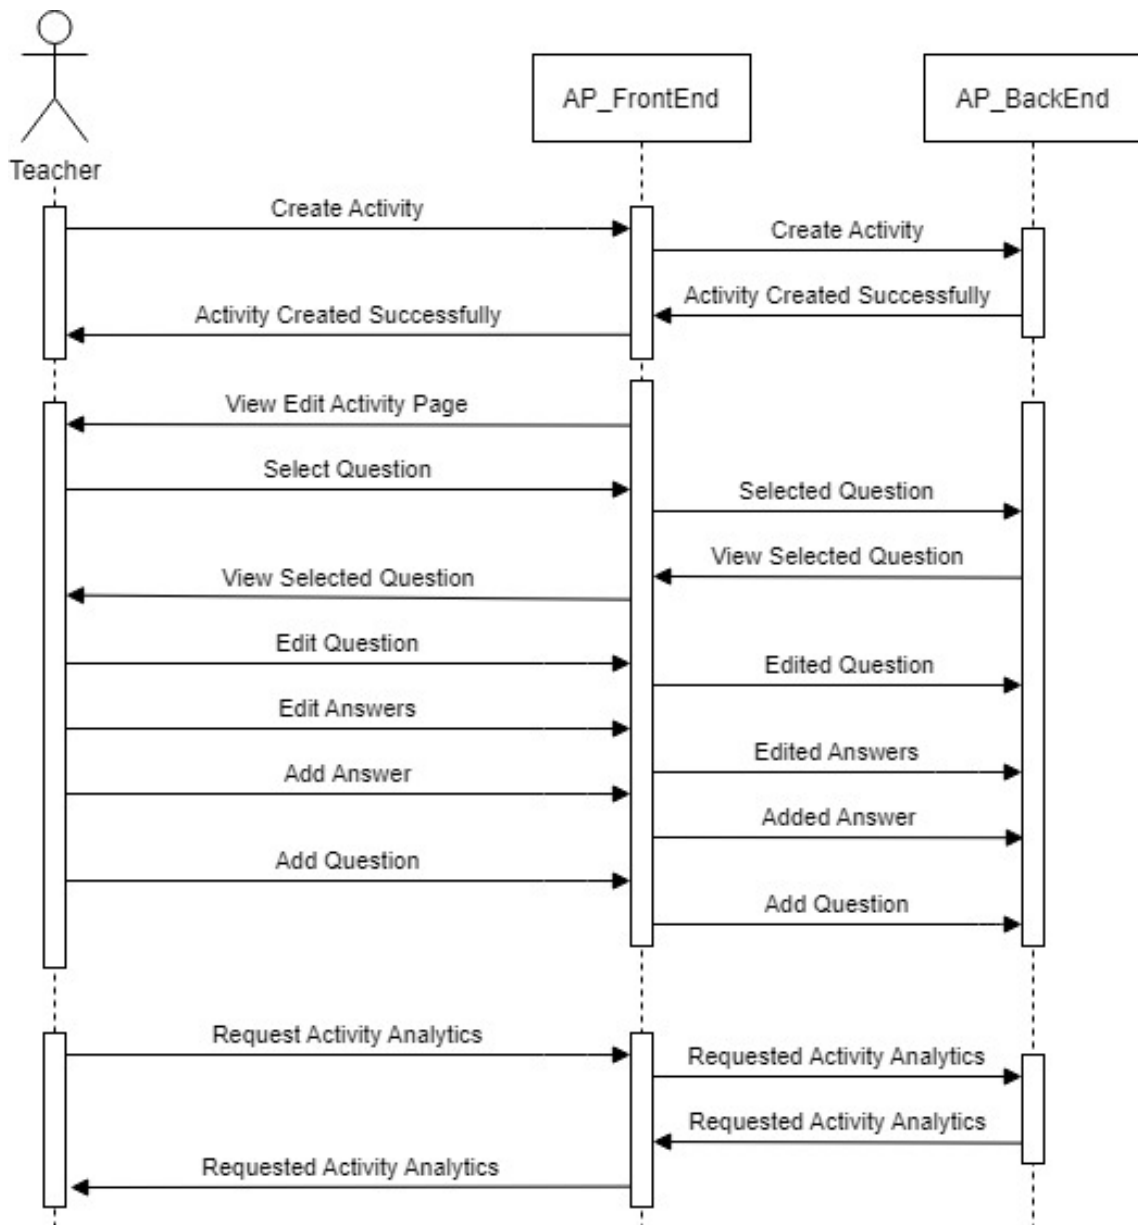 AP_FrontEnd
AP_BackEnd
Teacher
Create Activity
Create Activity
Activity Created Successfully
Activity Created Successfully
View Edit Activity Page
Select Question
Selected Question
View Selected Question
View Selected Question
Edit Question
Edited Question
Edit Answers
Edited Answers
Add Answer
Added Answer
Add Question
Add Question
Request Activity Analytics
Requested Activity Analytics
Requested Activity Analytics
Requested Activity Analytics